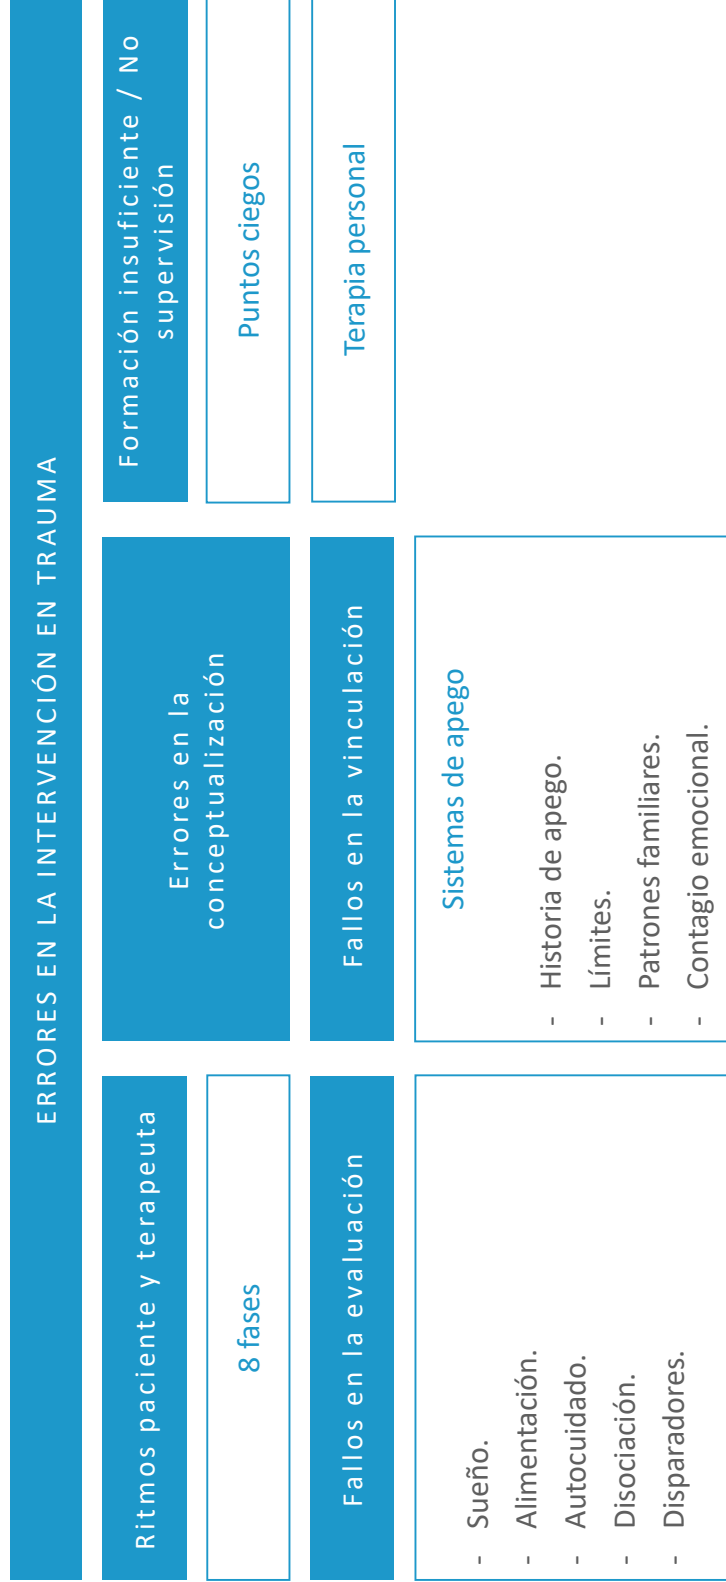 ERRORES EN LA INTERVENCIÓN EN TRAUMA
Ritmos paciente y terapeuta
8 fases
Fallos en la evaluación
- Sueño.
- Alimentación.
- Autocuidado.
- Disociación.
- Disparadores.
Errores en la
conceptualización
Fallos en la vinculación
Sistemas de apego
- Historia de apego.
- Límites.
- Patrones familiares.
- Contagio emocional.
Formación insuficiente / No
supervisión
Puntos ciegos
Terapia personal